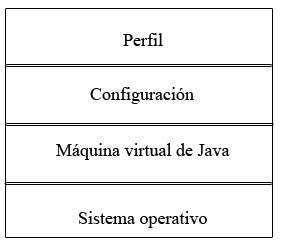 Perfil
Configuración
Máquina virtual de Java
Sistema operativo